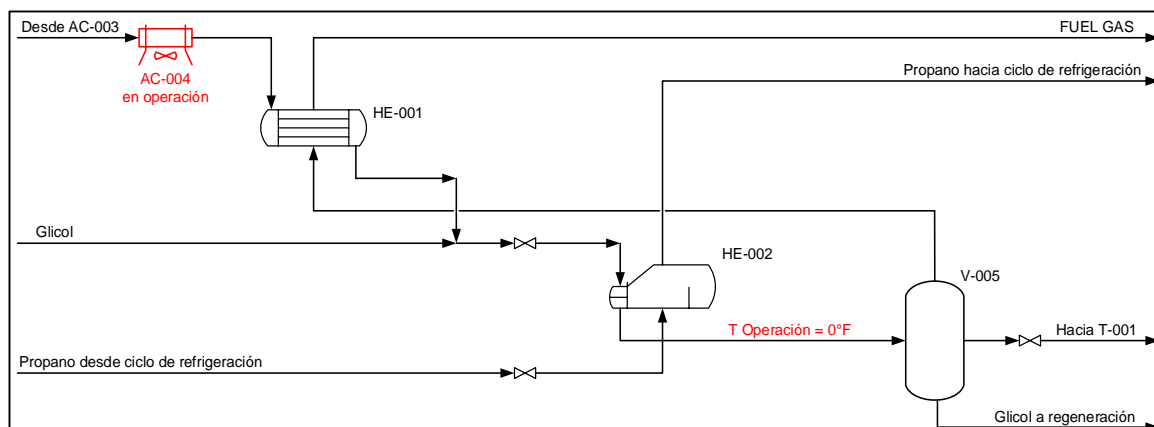 Desde AC-003
FUEL GAS
AC-004
en operación
Propano hacia ciclo de refrigeración
HE-001
Glicol
HE-002
V-005
T Operación = 0°F
Hacia T-001
Propano desde ciclo de refrigeración
Glicol a regeneración